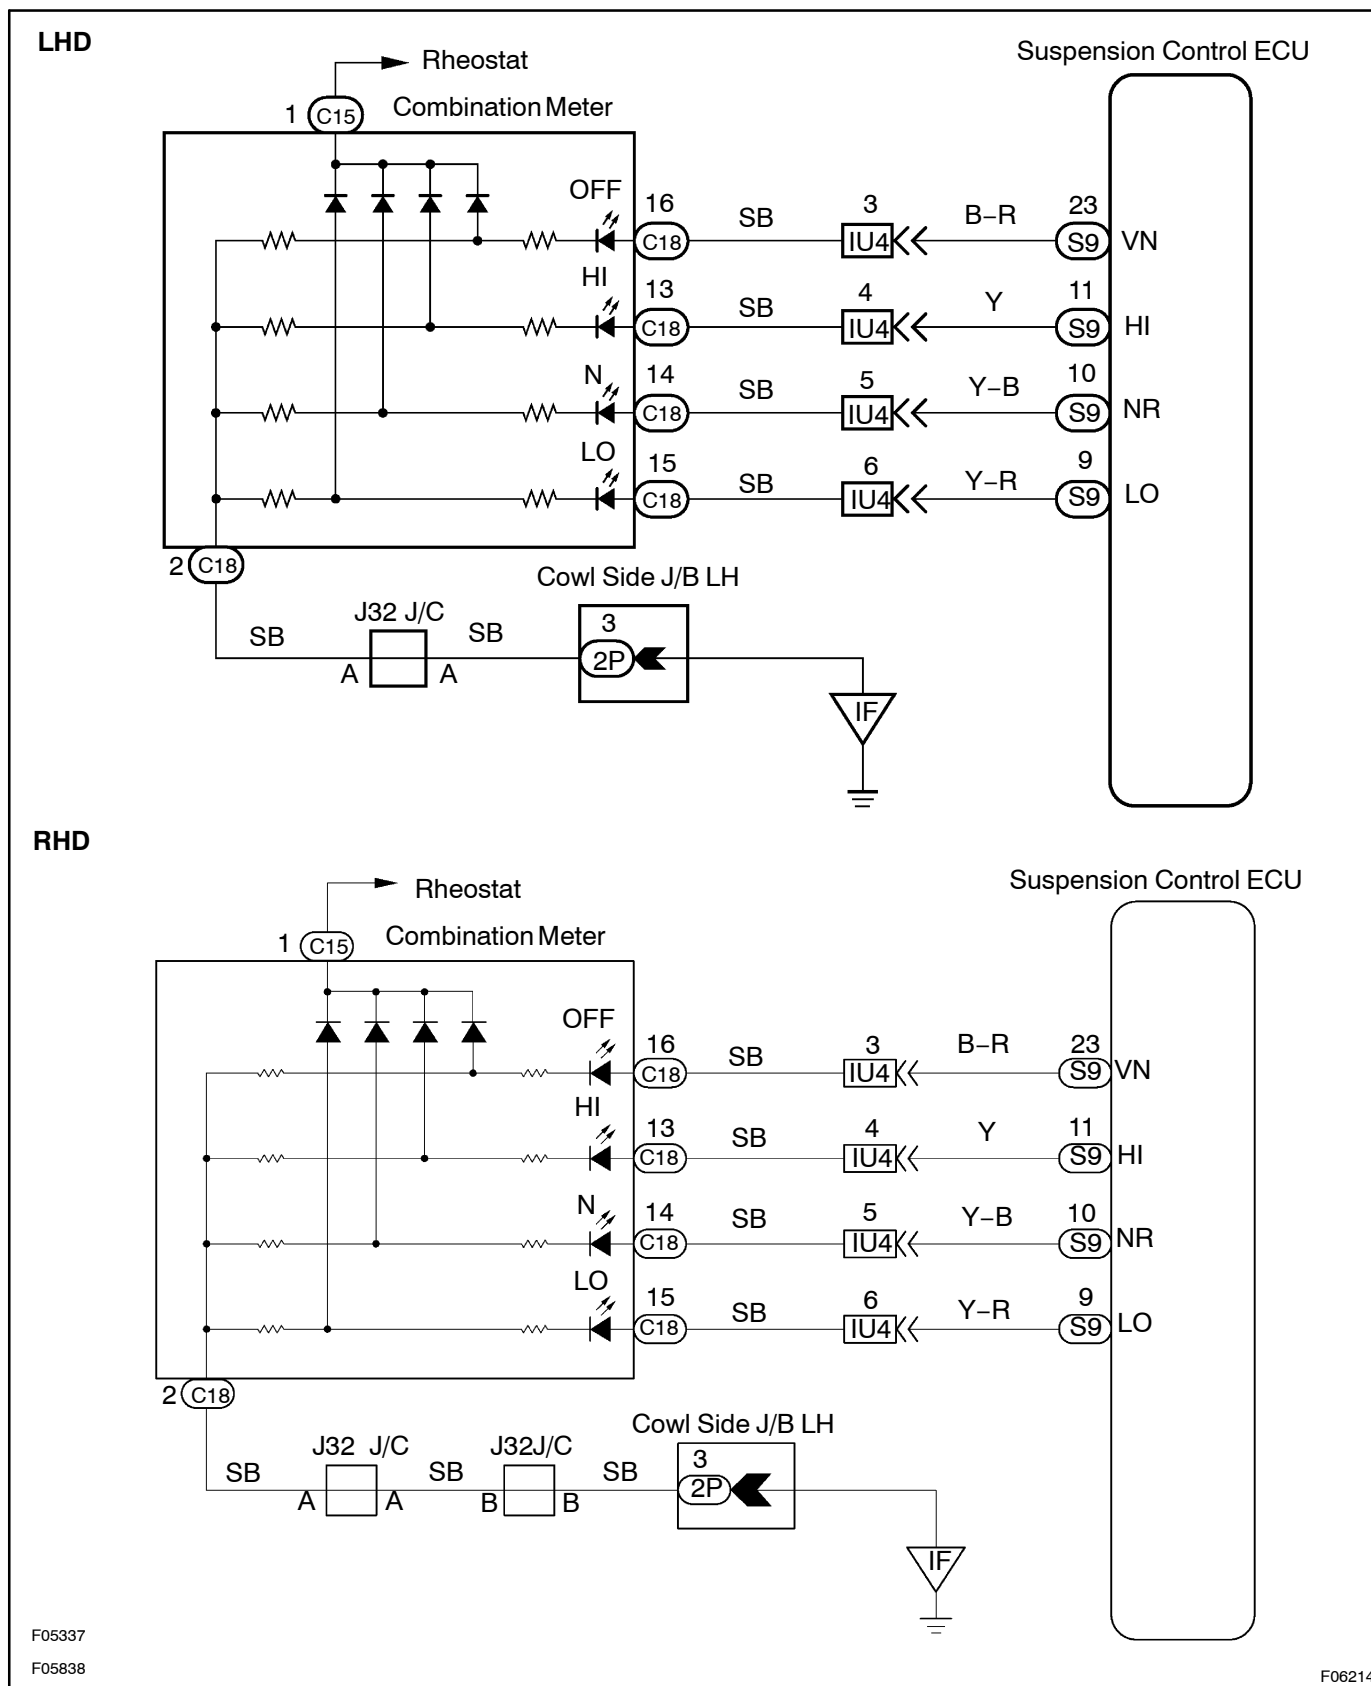 LHD
Rheostat
Suspension Control ECU
1 C15 Combination Meter
OFF 16 C18 SB 3 IU4 B–R 23 S9 VN
HI 13 C18 SB 4 IU4 Y 11 S9 HI
N 14 C18 SB 5 IU4 Y–B 10 S9 NR
LO 15 C18 SB 6 IU4 Y–R 9 S9 LO
2 C18
Cowl Side J/B LH
J32 J/C
SB A A SB 3 2P
IF
RHD
Rheostat
Suspension Control ECU
1 C15 Combination Meter
OFF 16 C18 SB 3 IU4 B–R 23 S9 VN
HI 13 C18 SB 4 IU4 Y 11 S9 HI
N 14 C18 SB 5 IU4 Y–B 10 S9 NR
LO 15 C18 SB 6 IU4 Y–R 9 S9 LO
2 C18
Cowl Side J/B LH
J32 J/C J32J/C
SB A A SB B B SB 3 2P
IF
F05337
F05838
F06214